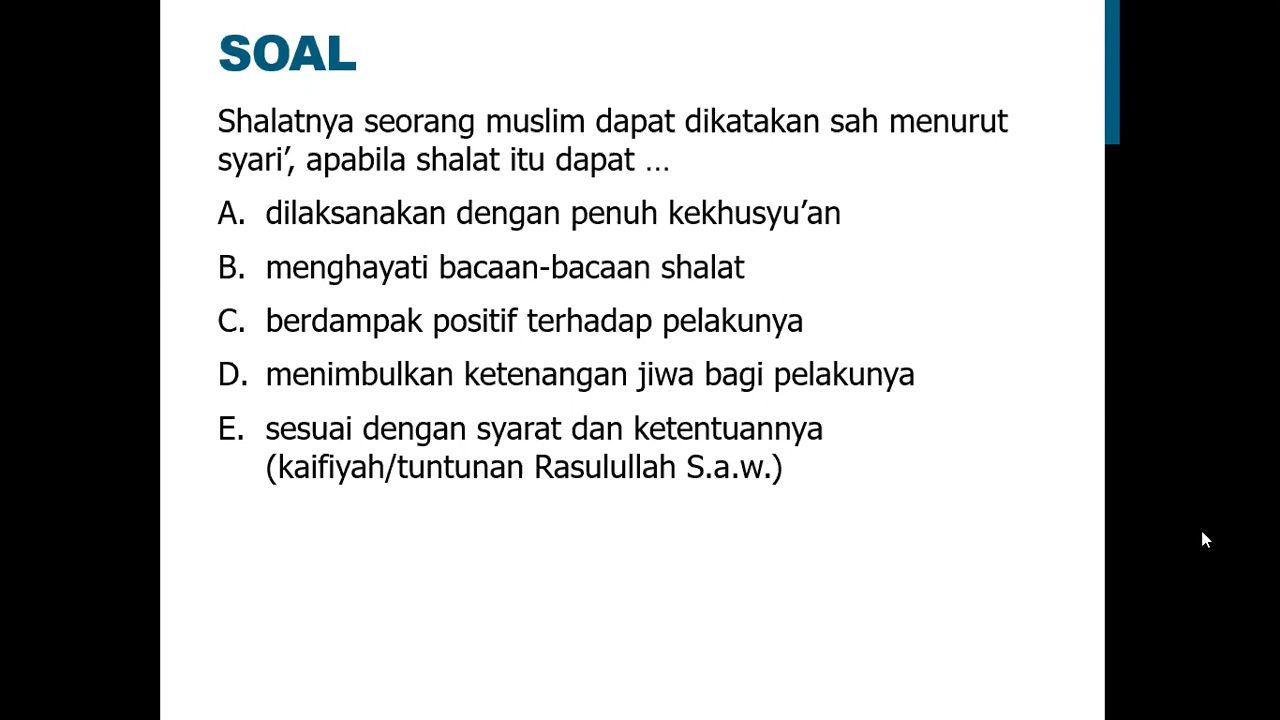 SOAL
Shalatnya seorang muslim dapat dikatakan sah menurut
syari’, apabila shalat itu dapat ...
A. dilaksanakan dengan penuh kekhusyu’an
B. menghayati bacaan-bacaan shalat
C. berdampak positif terhadap pelakunya
D. menimbulkan ketenangan jiwa bagi pelakunya
E. sesuai dengan syarat dan ketentuannya
(kaifiyah/tuntunan Rasulullah S.a.w.)